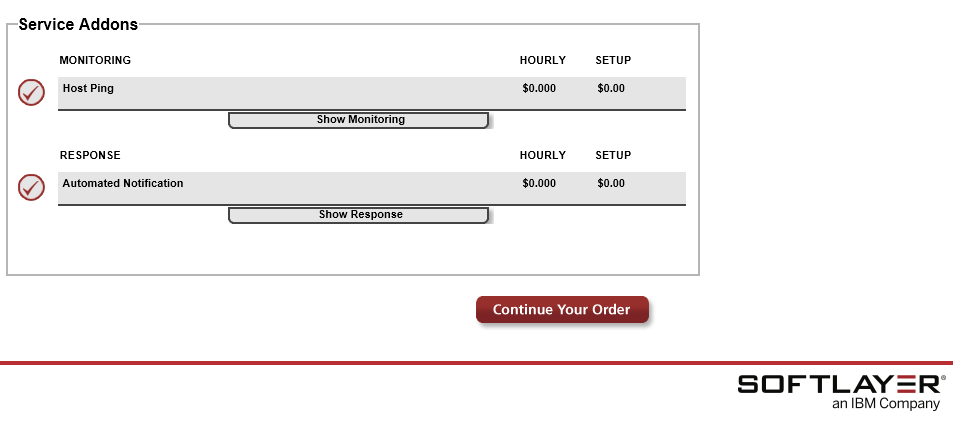 Service Addons
MONITORING HOURLY SETUP
Host Ping $0.000 $0.00
Show Monitoring
RESPONSE HOURLY SETUP
Automated Notification $0.000 $0.00
Show Response
Continue Your Order
SOFTLAYER®
an IBM Company